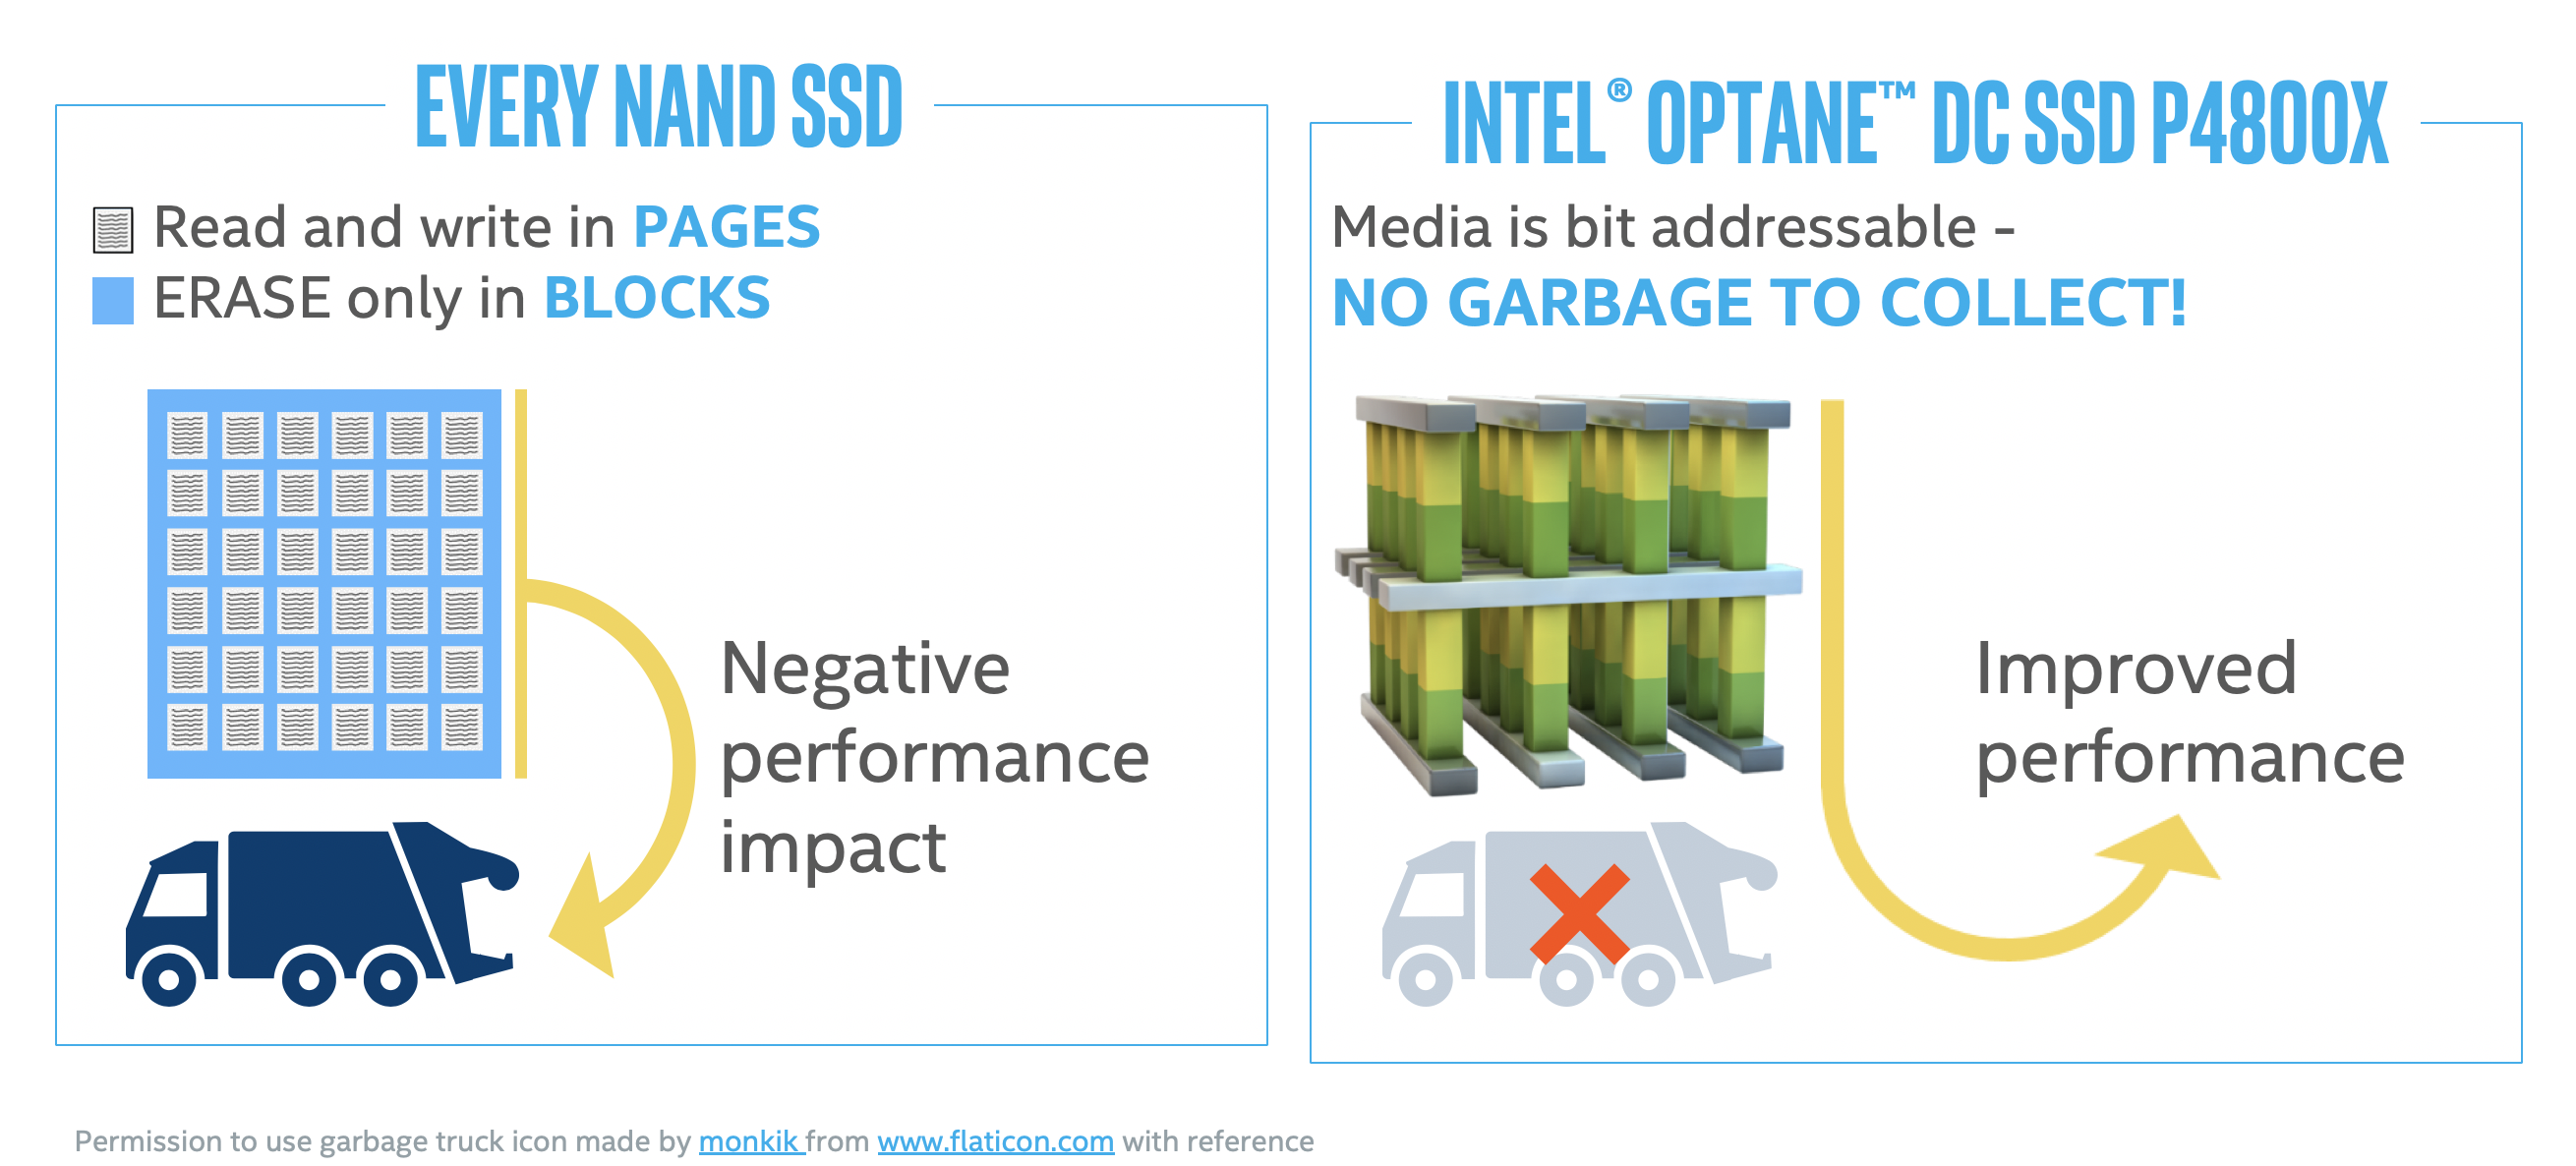 EVERY NAND SSD
Read and write in PAGES
ERASE only in BLOCKS
Negative
performance
impact
INTEL® OPTANE™ DC SSD P4800X
Media is bit addressable -
NO GARBAGE TO COLLECT!
Improved
performance
Permission to use garbage truck icon made by monkik from www.flaticon.com with reference